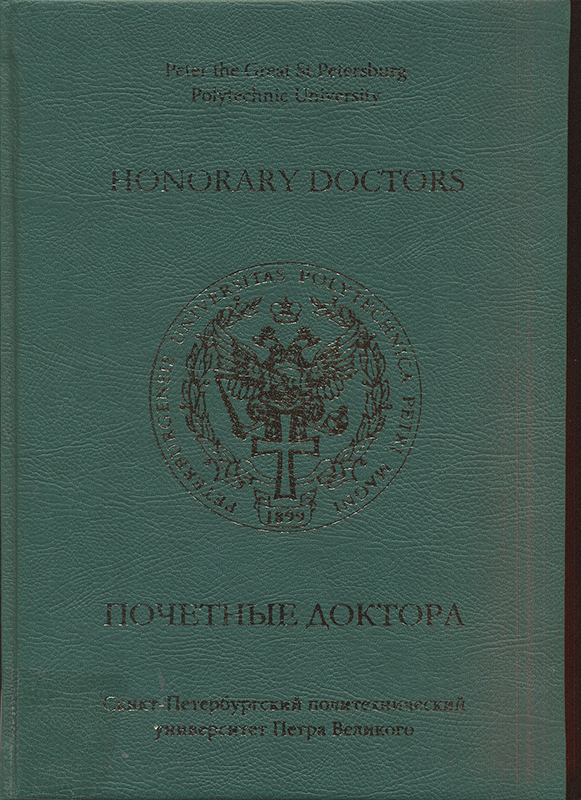 Peter the Great St Petersburg
Polytechnic University
HONORARY DOCTORS
PETERBURGENSIE UNIVERSITAS POLYTECHNICA PETRI MAGNI
1899
ПОЧЕТНЫЕ ДОКТОРА
Санкт-Петербургский политехнический
университет Петра Великого